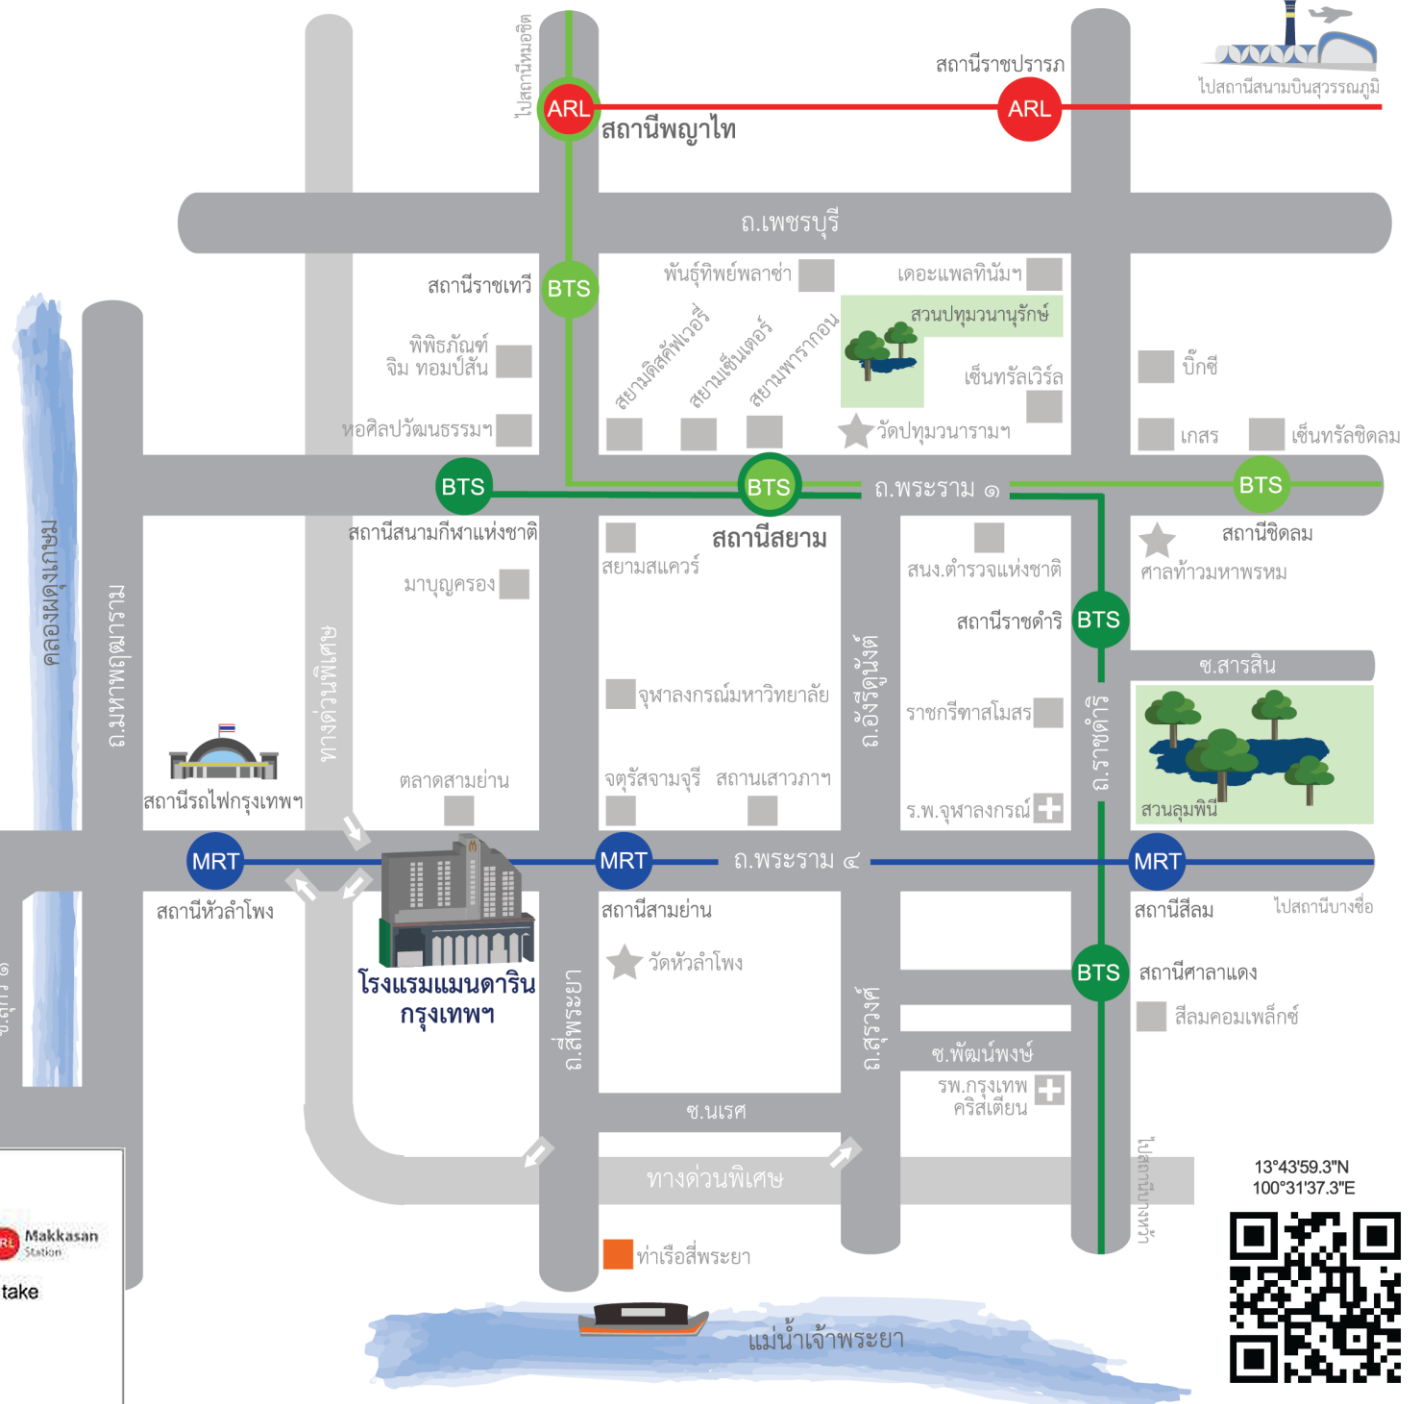 ไปสถานีหมอชิต
สถานีราชปรารภ
ไปสถานีสนามบินสุวรรณภูมิ
ARL
ARL
สถานีพญาไท
ถ.เพชรบุรี
สถานีราชเทวี
BTS
พันธุ์ทิพย์พลาซ่า
เดอะแพลทินัมฯ
สวนปทุมวนานุรักษ์
พิพิธภัณฑ์
จิม ทอมป์สัน
สยามดิสคัฟเวอรี่
สยามเซ็นเตอร์
สยามพารากอน
เซ็นทรัลเวิร์ล
บิ๊กซี
หอศิลปวัฒนธรรมฯ
วัดปทุมวนารามฯ
เกสร
เซ็นทรัลชิดลม
BTS
BTS
ถ.พระราม ๑
BTS
สถานีสนามกีฬาแห่งชาติ
สถานีสยาม
สถานีชิดลม
สยามสแควร์
สนง.ตำรวจแห่งชาติ
ศาลท้าวมหาพรหม
มาบุญครอง
คลองผดุงเกษม
ถ.มหาพฤฒาราม
ทางด่วนพิเศษ
สถานีราชดำริ
BTS
ถ.อังรีดูนังต์
ซ.สารสิน
จุฬาลงกรณ์มหาวิทยาลัย
ราชกรีฑาสโมสร
ถ.ราชดำริ
สถานีรถไฟกรุงเทพฯ
ตลาดสามย่าน
จตุรัสจามจุรี
สถานเสาวภาฯ
ร.พ.จุฬาลงกรณ์
สวนลุมพินี
MRT
MRT
ถ.พระราม ๔
MRT
สถานีหัวลำโพง
สถานีสามย่าน
สถานีสีลม
ไปสถานีบางซื่อ
วัดหัวลำโพง
BTS
สถานีศาลาแดง
โรงแรมแมนดาริน
กรุงเทพฯ
ซ.สุกร ๑
ถ.สี่พระยา
ถ.สุรวงศ์
สีลมคอมเพล็กซ์
ซ.พัฒน์พงษ์
รพ.กรุงเทพ
คริสเตียน
ซ.นเรศ
ทางด่วนพิเศษ
ไปสถานีบางหว้า
13°43'59.3"N
100°31'37.3"E
Makkasan
Station
take
ท่าเรือสี่พระยา
แม่น้ำเจ้าพระยา